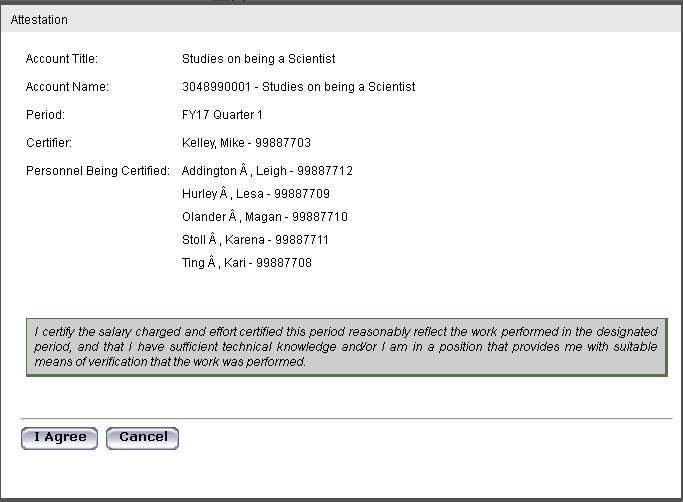 Attestation
Account Title: Studies on being a Scientist
Account Name: 3048990001 - Studies on being a Scientist
Period: FY17 Quarter 1
Certifier: Kelley, Mike - 99887703
Personnel Being Certified: Addington Â , Leigh - 99887712
Hurley Â , Lesa - 99887709
Olander Â , Magan - 99887710
Stoll Â , Karena - 99887711
Ting Â , Kari - 99887708
I certify the salary charged and effort certified this period reasonably reflect the work performed in the designated
period, and that I have sufficient technical knowledge and/or I am in a position that provides me with suitable
means of verification that the work was performed.
I Agree Cancel